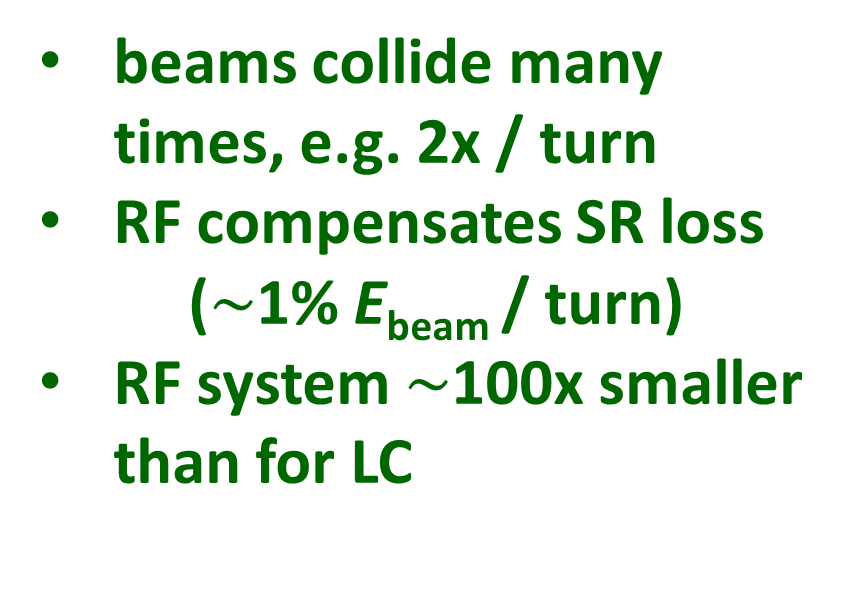 • beams collide many
times, e.g. 2x / turn
• RF compensates SR loss
(~1% Ebeam / turn)
• RF system ~100x smaller
than for LC